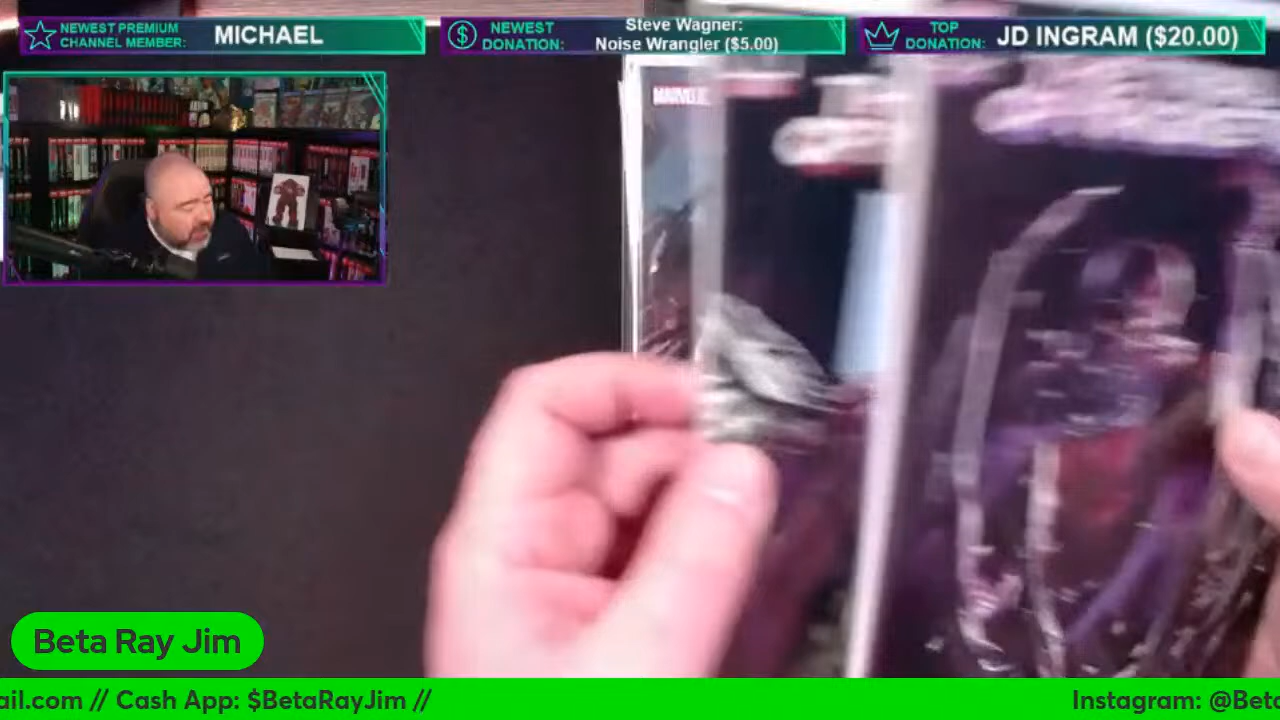 NEWEST PREMIUM
CHANNEL MEMBER:
MICHAEL
NEWEST
DONATION:
Steve Wagner:
Noise Wrangler ($5.00)
TOP
DONATION:
JD INGRAM ($20.00)
MARVEL
Beta Ray Jim
ail.com // Cash App: $BetaRayJim //
Instagram: @Beta